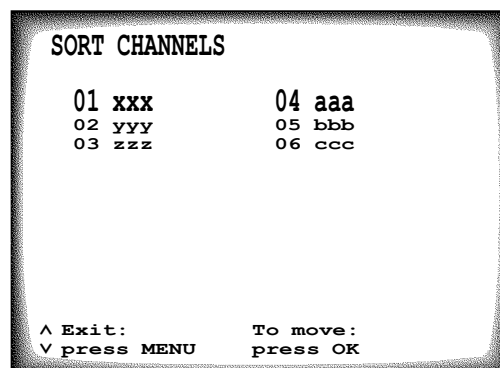 SORT CHANNELS
01 xxx 04 aaa
02 yyy 05 bbb
03 zzz 06 ccc
∧ Exit: To move:
∨ press MENU press OK